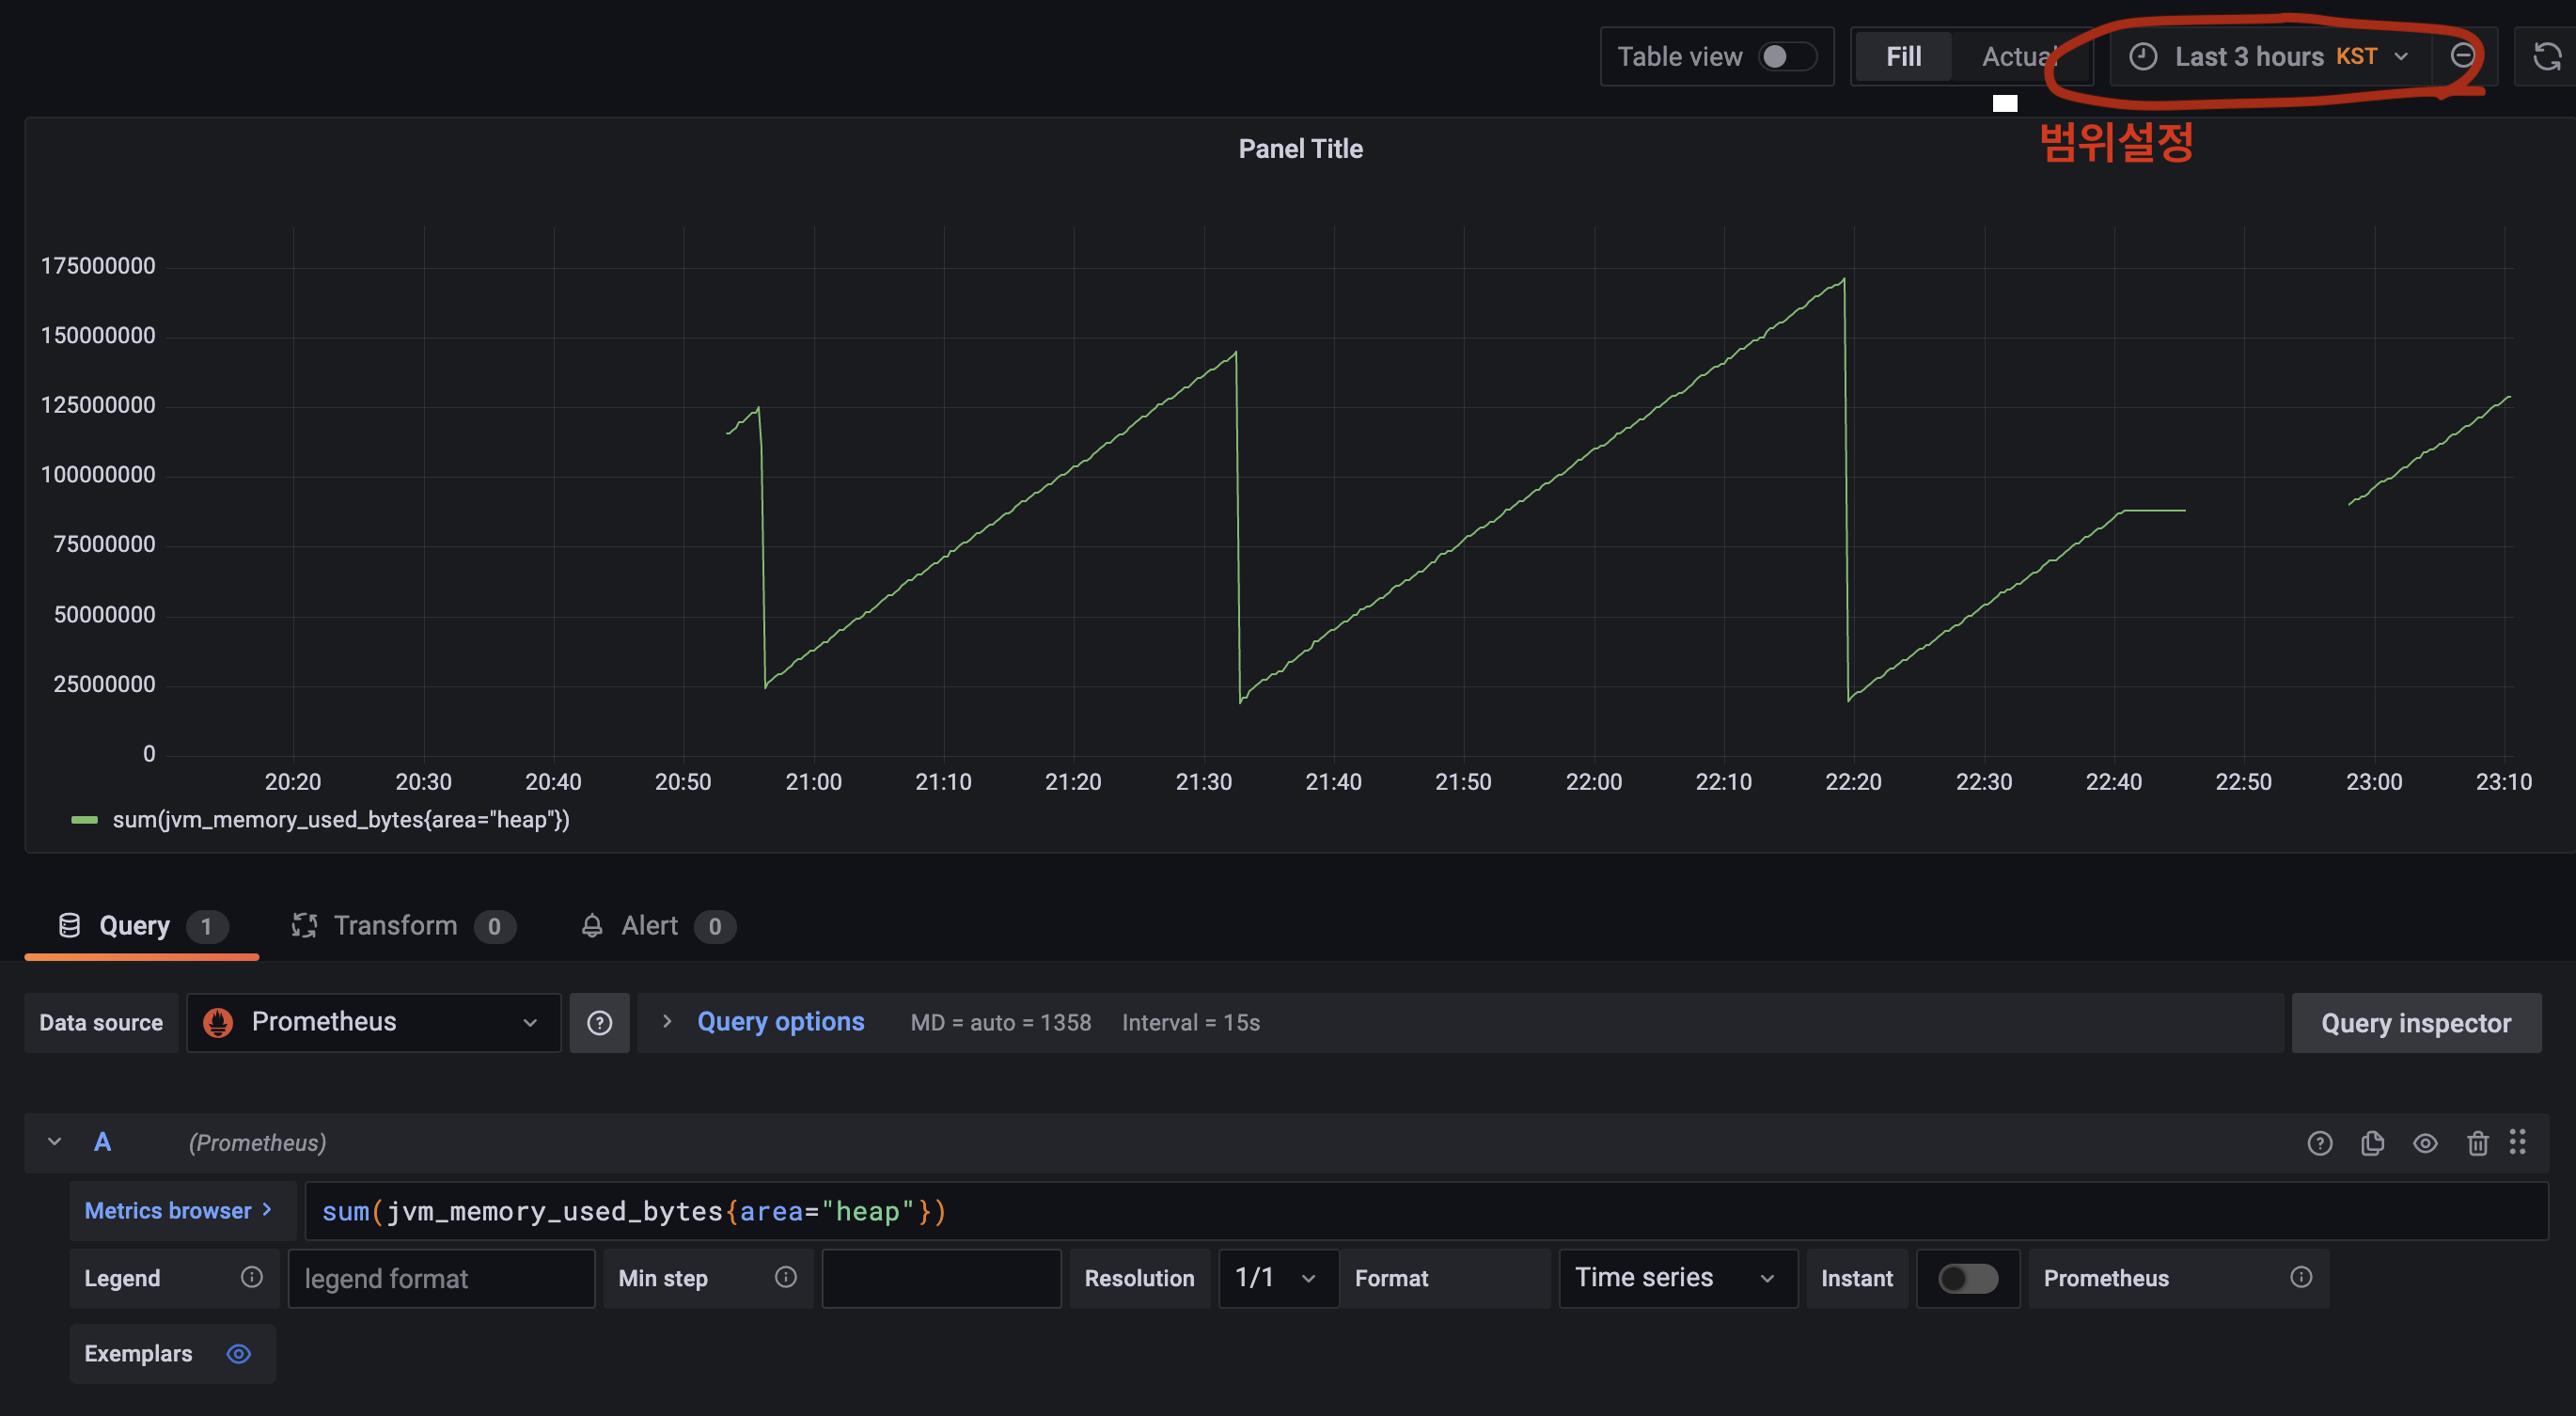 Table view Fill Actual Last 3 hours KST
범위설정
Panel Title
175000000
150000000
125000000
100000000
75000000
50000000
25000000
0
20:20 20:30 20:40 20:50 21:00 21:10 21:20 21:30 21:40 21:50 22:00 22:10 22:20 22:30 22:40 22:50 23:00 23:10
sum(jvm_memory_used_bytes{area="heap"})
Query 1 Transform 0 Alert 0
Data source Prometheus Query options MD = auto = 1358 Interval = 15s Query inspector
A (Prometheus)
Metrics browser > sum(jvm_memory_used_bytes{area="heap"})
Legend legend format Min step Resolution 1/1 Format Time series Instant Prometheus
Exemplars